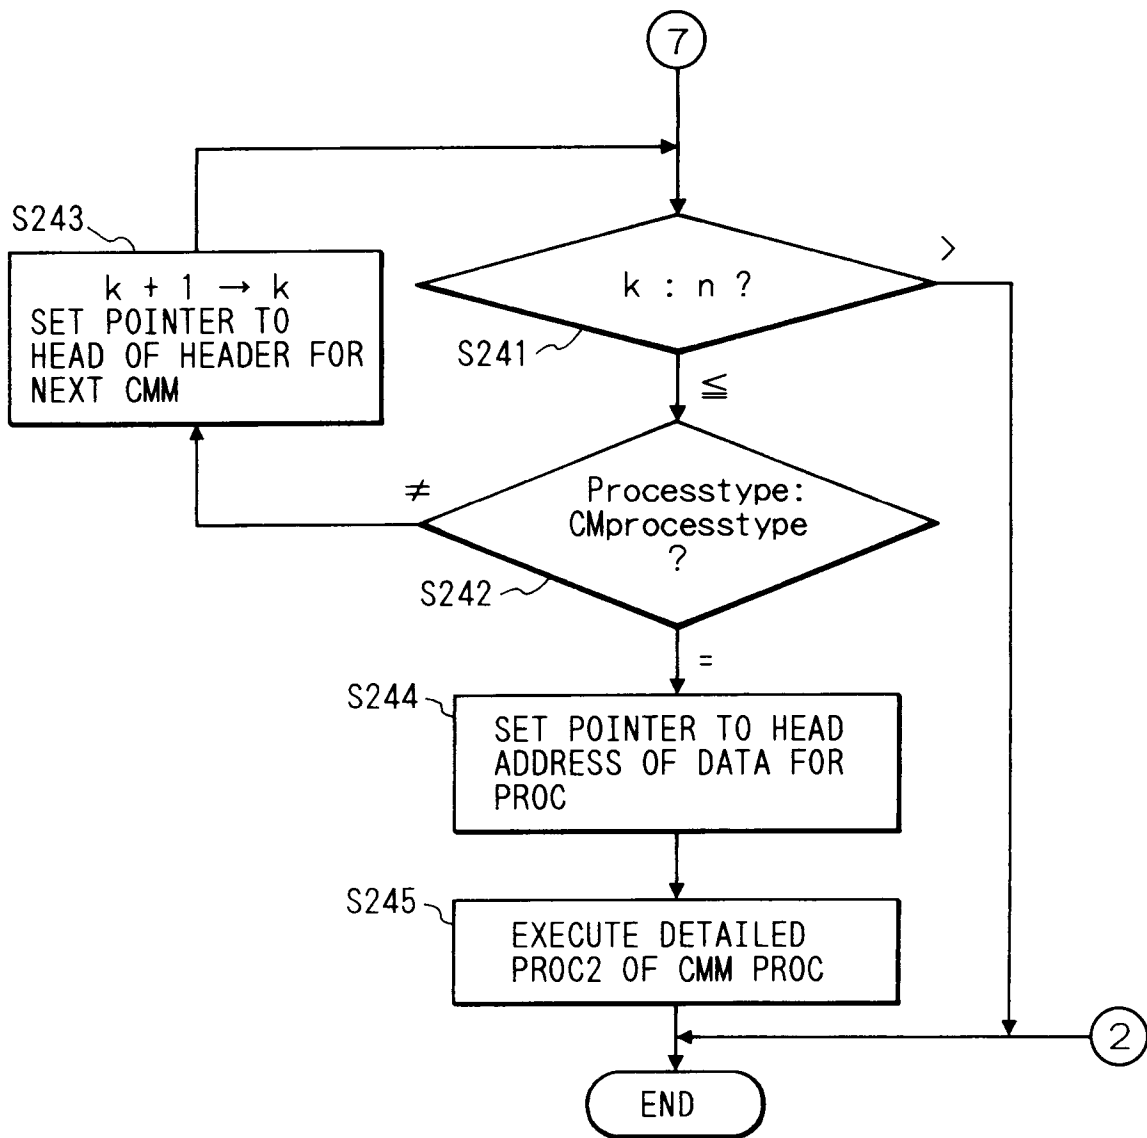 7
S243
k + 1 → k
SET POINTER TO
HEAD OF HEADER FOR
NEXT CMM
>
k : n ?
S241
≦
≠
Processtype:
CMprocesstype
?
S242
=
S244
SET POINTER TO HEAD
ADDRESS OF DATA FOR
PROC
S245
EXECUTE DETAILED
PROC2 OF CMM PROC
2
END